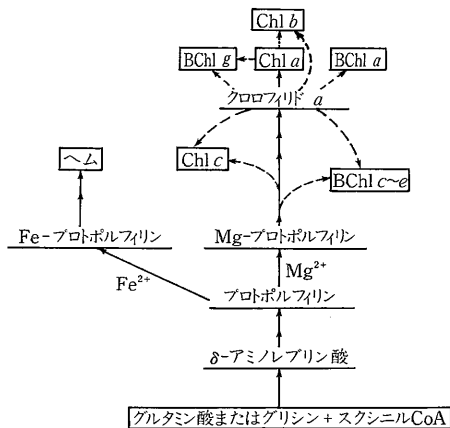 Chl b
BChl g
Chl a
BChl a
クロロフィリド a
Chl c
BChl c~e
ヘム
Fe-プロトポルフィリン
Mg-プロトポルフィリン
Fe2+
Mg2+
プロトポルフィリン
δ-アミノレブリン酸
グルタミン酸またはグリシン+スクシニルCoA